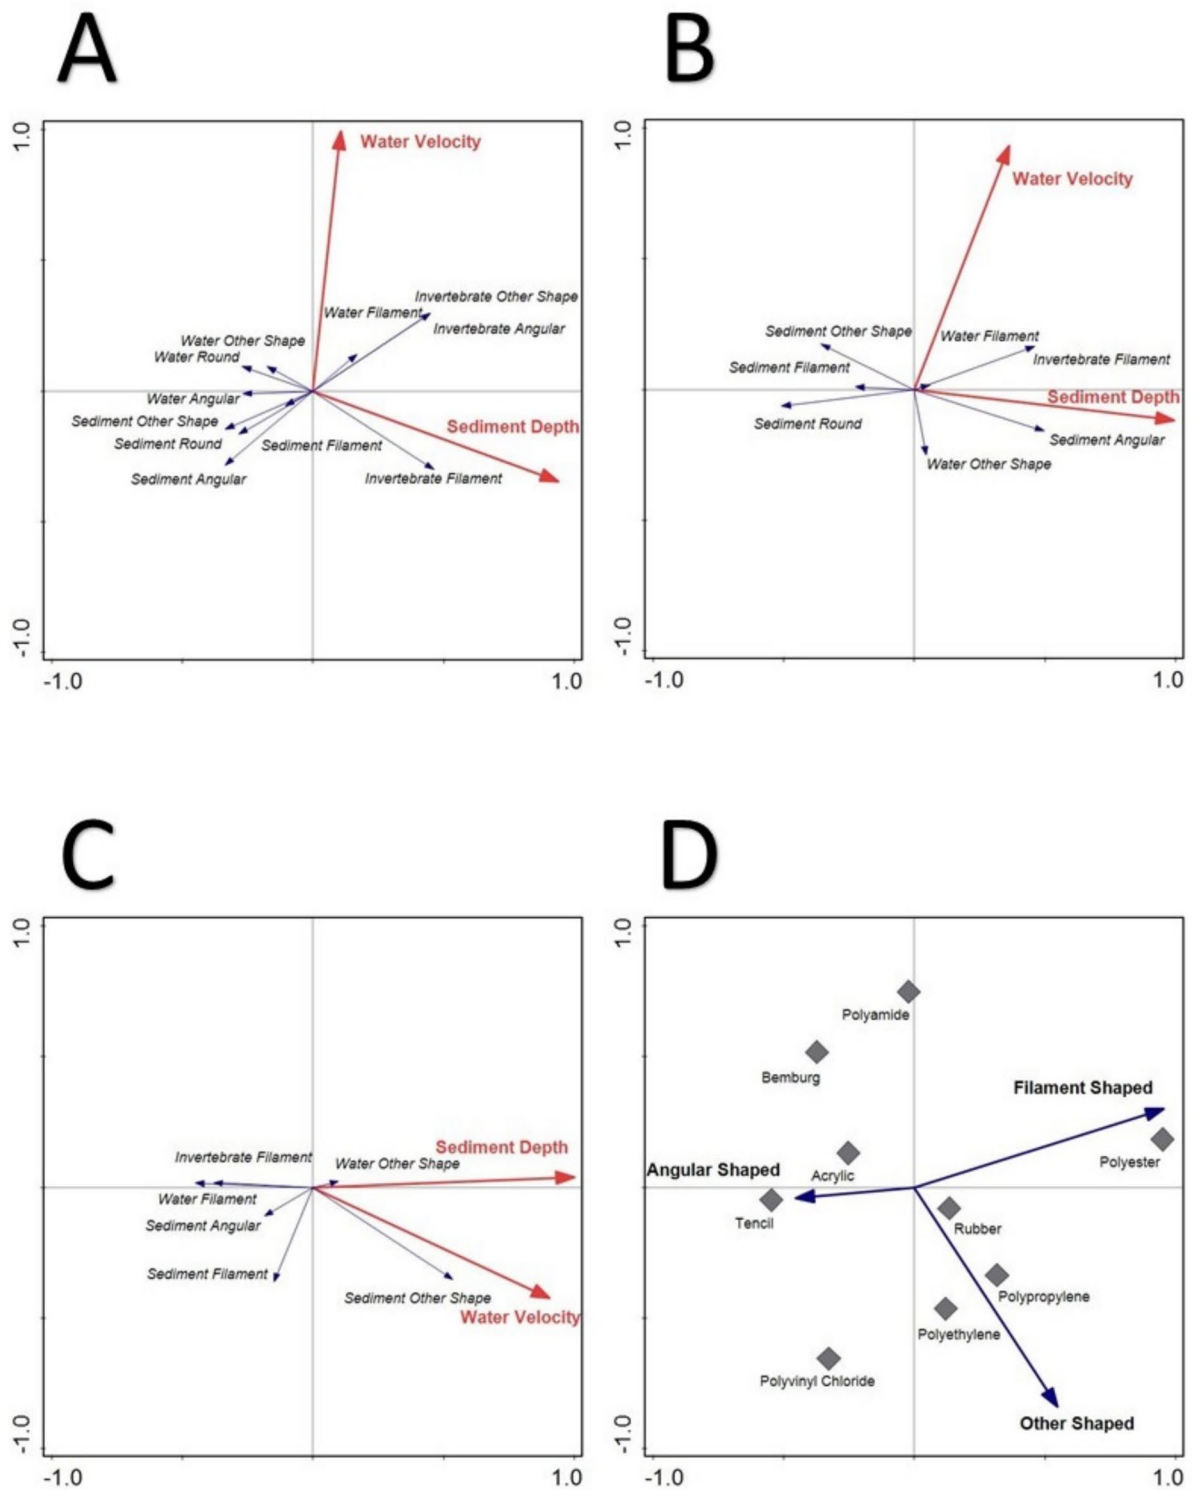 A
1.0
Water Velocity
Invertebrate Other Shape
Water Filament
Invertebrate Angular
Water Other Shape
Water Round
Water Angular
Sediment Other Shape
Sediment Depth
Sediment Round
Sediment Filament
Sediment Angular
Invertebrate Filament
-1.0
-1.0
1.0
B
1.0
Water Velocity
Sediment Other Shape
Water Filament
Sediment Filament
Invertebrate Filament
Sediment Depth
Sediment Round
Sediment Angular
Water Other Shape
-1.0
-1.0
1.0
C
1.0
Sediment Depth
Invertebrate Filament
Water Other Shape
Water Filament
Sediment Angular
Sediment Filament
Sediment Other Shape
Water Velocity
-1.0
-1.0
1.0
D
1.0
Polyamide
Bemburg
Filament Shaped
Polyester
Angular Shaped
Acrylic
Tencil
Rubber
Polypropylene
Polyethylene
Polyvinyl Chloride
Other Shaped
-1.0
-1.0
1.0